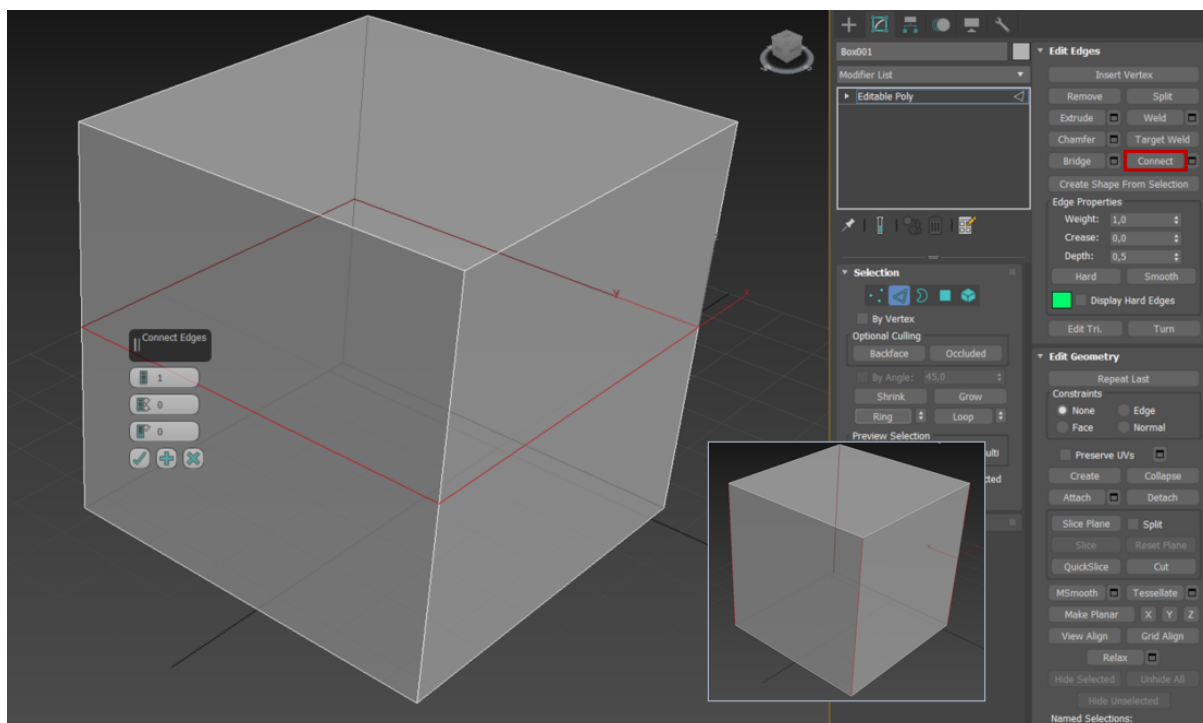 Box001
Modifier List
Editable Poly
Edit Edges
Insert Vertex
Remove Split
Extrude Weld
Chamfer Target Weld
Bridge Connect
Create Shape From Selection
Edge Properties
Weight: 1,0
Crease: 0,0
Depth: 0,5
Hard Smooth
Display Hard Edges
Edit Tri. Turn
Selection
By Vertex
Optional Culling
Backface Occluded
By Angle: 45,0
Shrink Grow
Ring Loop
Preview Selection
Edit Geometry
Repeat Last
Constraints
None Edge
Face Normal
Preserve UVs
Create Collapse
Attach Detach
Slice Plane Split
Slice Reset Plane
QuickSlice Cut
MSmooth Tessellate
Make Planar X Y Z
View Align Grid Align
Relax
Hide Selected Unhide All
Hide Unselected
Named Selections:
y
x
Connect Edges
1
0
0